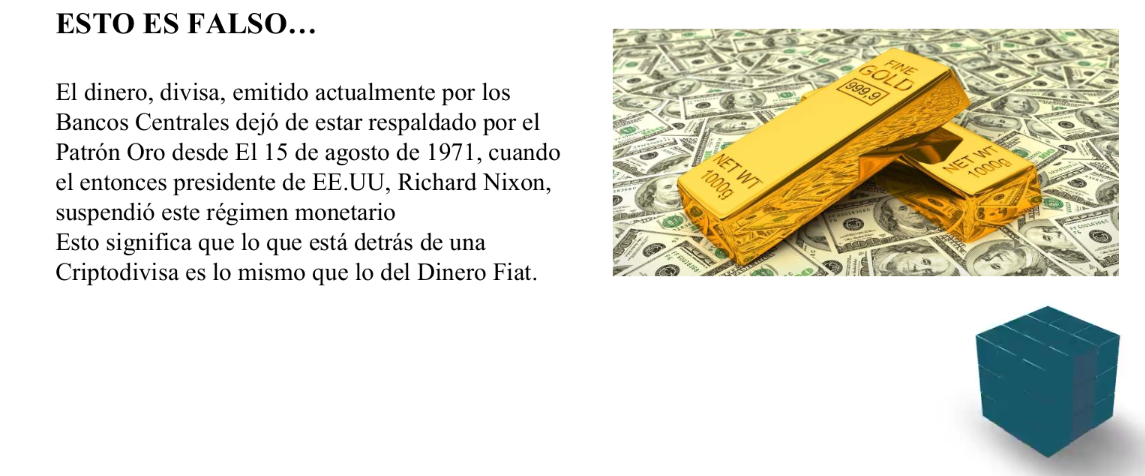 ESTO ES FALSO…
El dinero, divisa, emitido actualmente por los
Bancos Centrales dejó de estar respaldado por el
Patrón Oro desde El 15 de agosto de 1971, cuando
el entonces presidente de EE.UU, Richard Nixon,
suspendió este régimen monetario
Esto significa que lo que está detrás de una
Criptodivisa es lo mismo que lo del Dinero Fiat.
FINE
GOLD
999,9
NET WT
1000g
NET WT
1000g